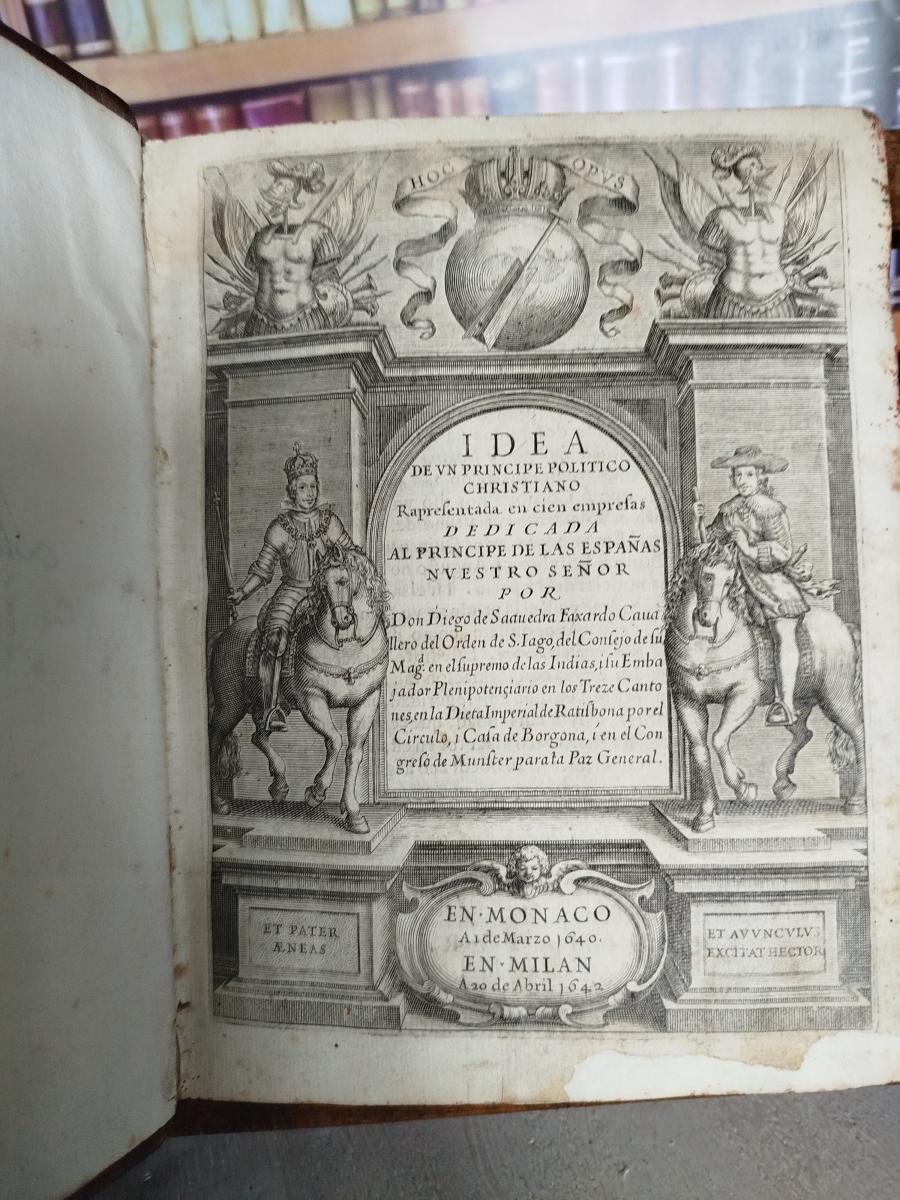 HOC OPVS
IDEA
DE VN PRINCIPE POLITICO
CHRISTIANO
Rapreſentada en cien empreſas
DEDICADA
AL PRINCIPE DE LAS ESPAÑAS
NVESTRO SEÑOR
POR
Don Diego de Saauedra Faxardo Caua
llero del Orden de S. Iago, del Conſejo de ſu
Magd. en el ſupremo de las Indias, i ſu Emba
jador Plenipotençiario en los Treze Canto
nes, en la Dieta Imperial de Ratiſbona por el
Circulo, i Caſa de Borgona, i en el Con
greſo de Munſter para la Paz General.
ET PATER
ÆNEAS
EN·MONACO
A 1 de Marzo 1640.
EN·MILAN
A 20 de Abril 1642
ET AVVNCVLVS
EXCITAT HECTOR